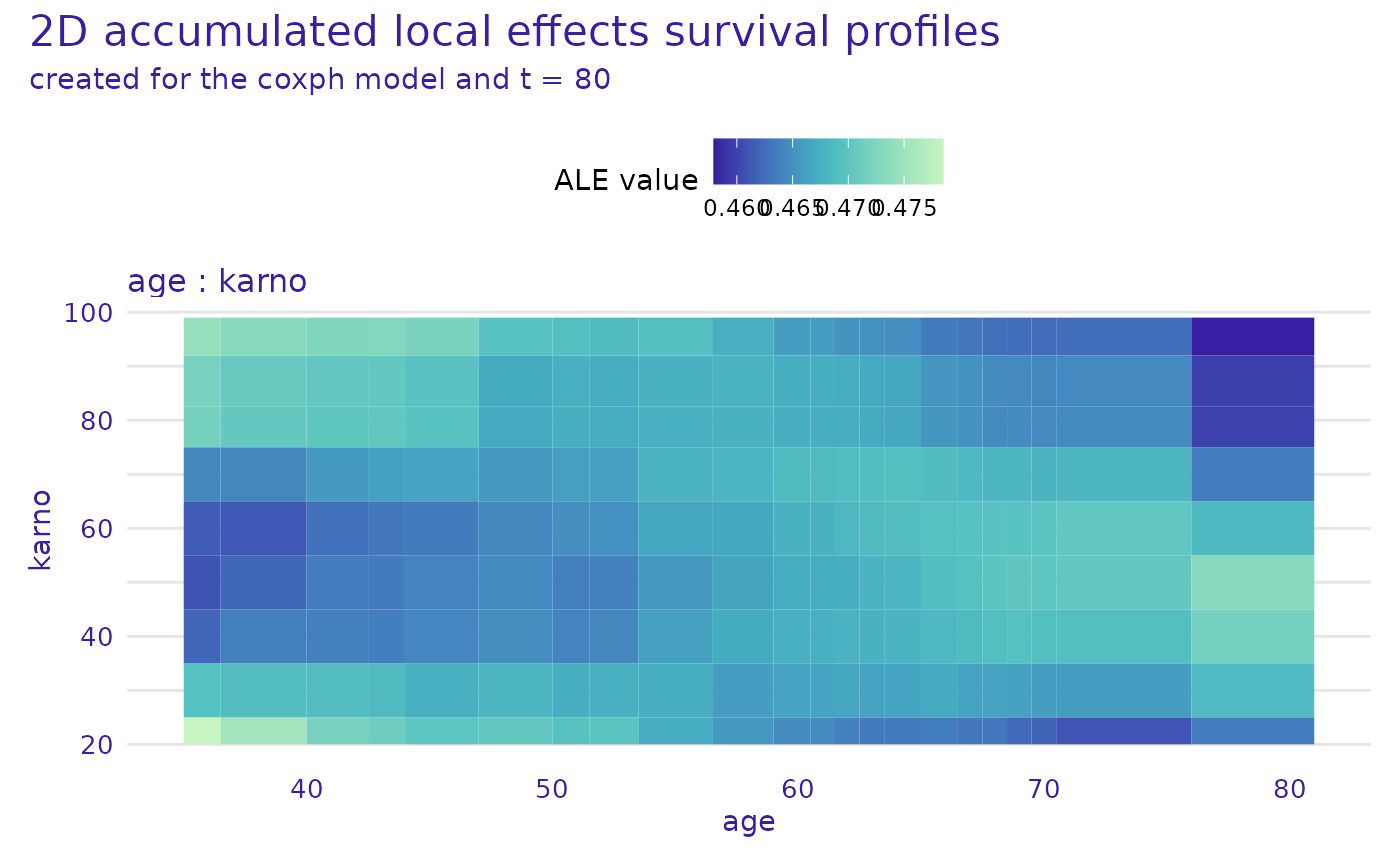 2D accumulated local effects survival profiles
created for the coxph model and t = 80
ALE value
0.460 0.465 0.470 0.475
age : karno
100
80
60
40
20
karno
40 50 60 70 80
age